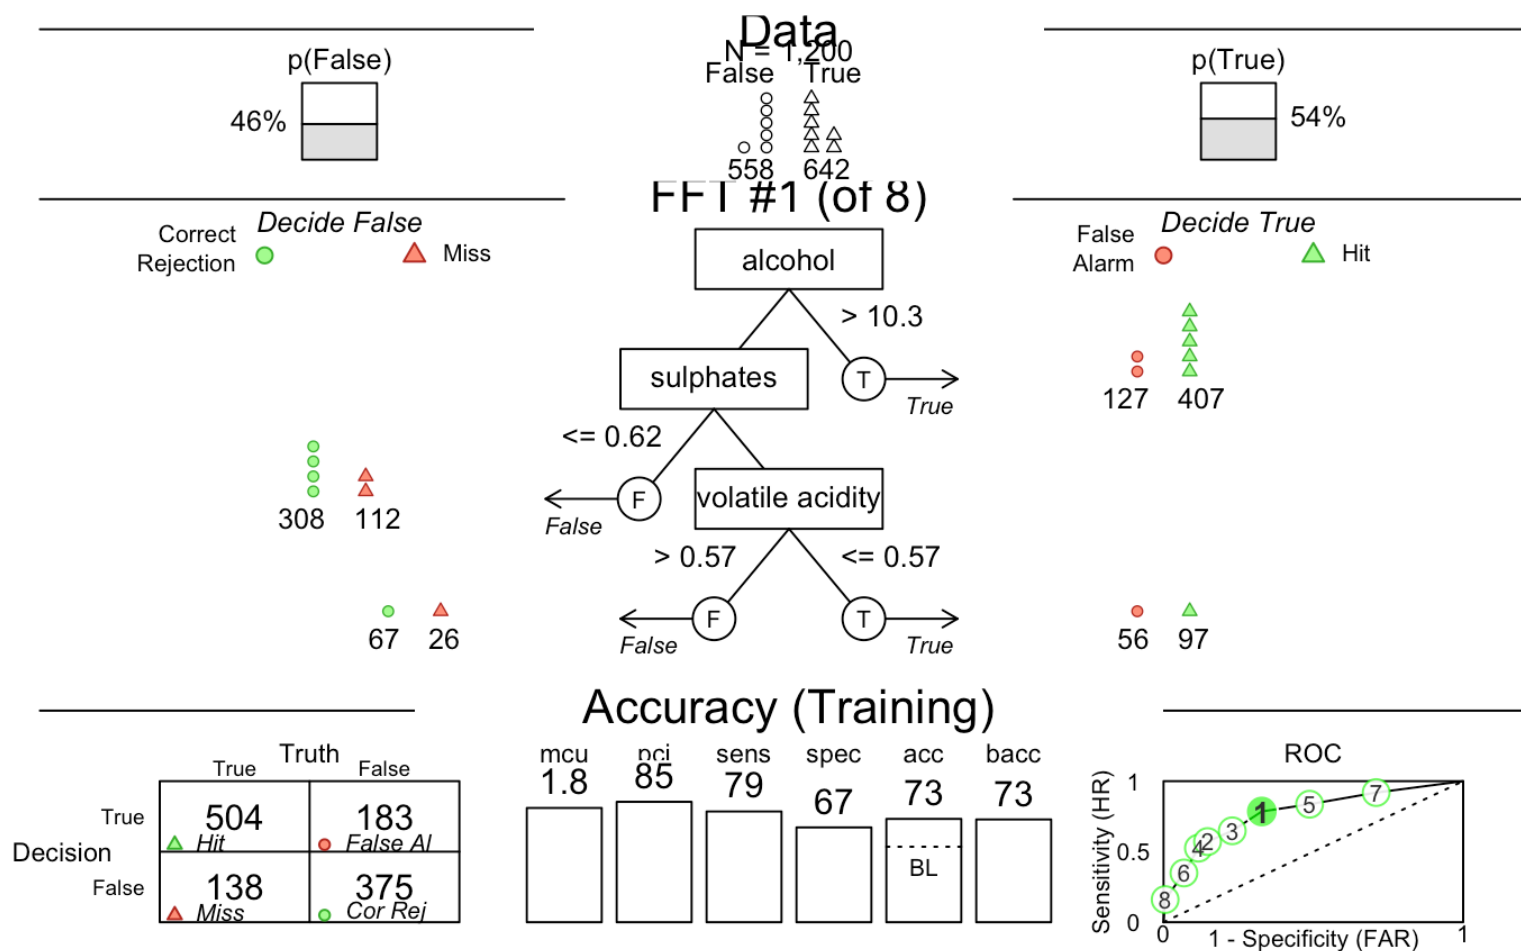 Data
N = 1,200
p(False)
p(True)
False True
46%
54%
558 642
FFT #1 (of 8)
Decide False
Decide True
Correct
Rejection
Miss
False
Alarm
Hit
alcohol
> 10.3
sulphates
T
True
127 407
<= 0.62
F
False
volatile acidity
308 112
> 0.57
<= 0.57
F
False
T
True
67 26
56 97
Accuracy (Training)
Truth
True False
Decision
True
504
Hit
183
False Al
False
138
Miss
375
Cor Rej
mcu pci sens spec acc bacc
1.8 85 79 67 73 73
BL
ROC
Sensitivity (HR)
1
0.5
0
1 2 3 4 5 6 7 8
0 1
1 - Specificity (FAR)